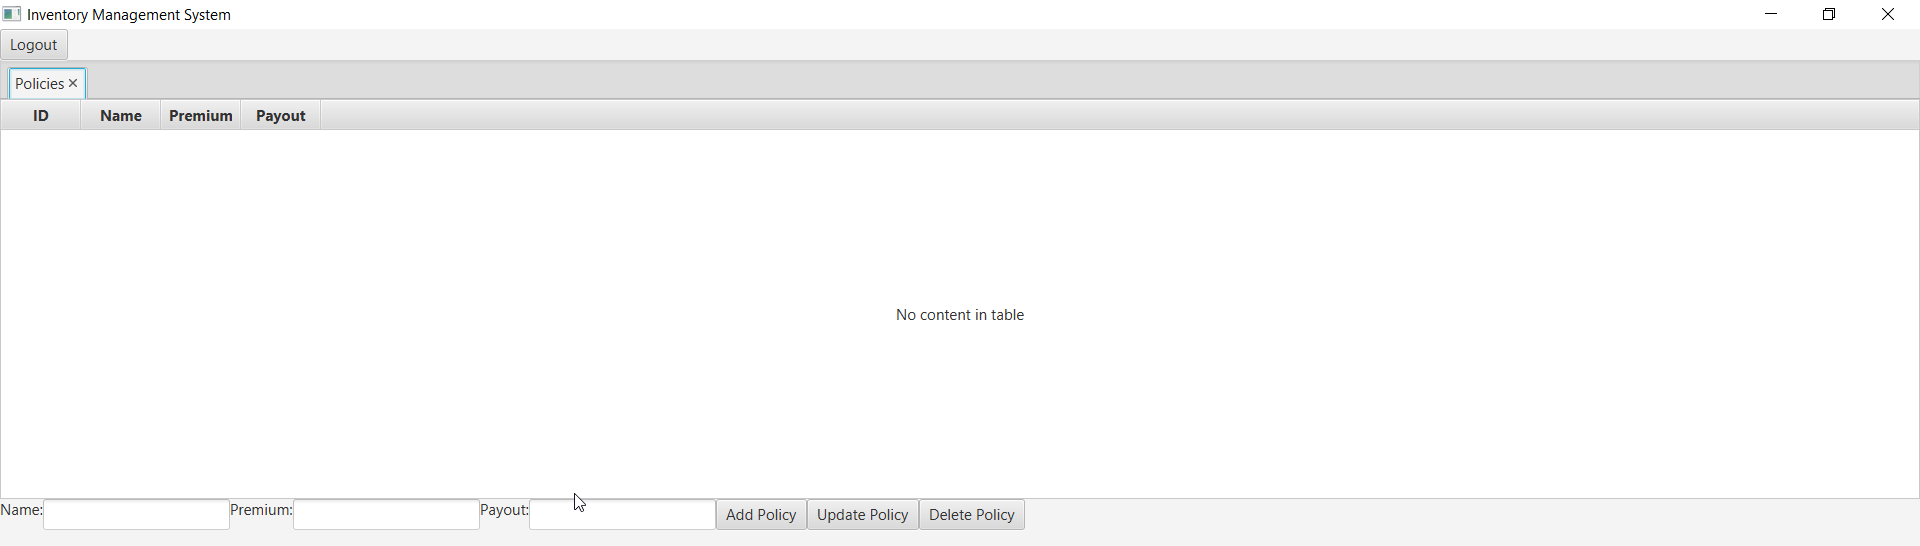 Inventory Management System
Logout
Policies
ID Name Premium Payout
No content in table
Name: Premium: Payout: Add Policy Update Policy Delete Policy